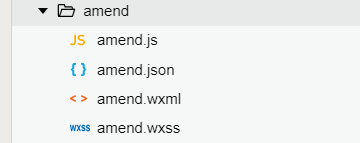 amend
JS amend.js
{ } amend.json
< > amend.wxml
wxss amend.wxss